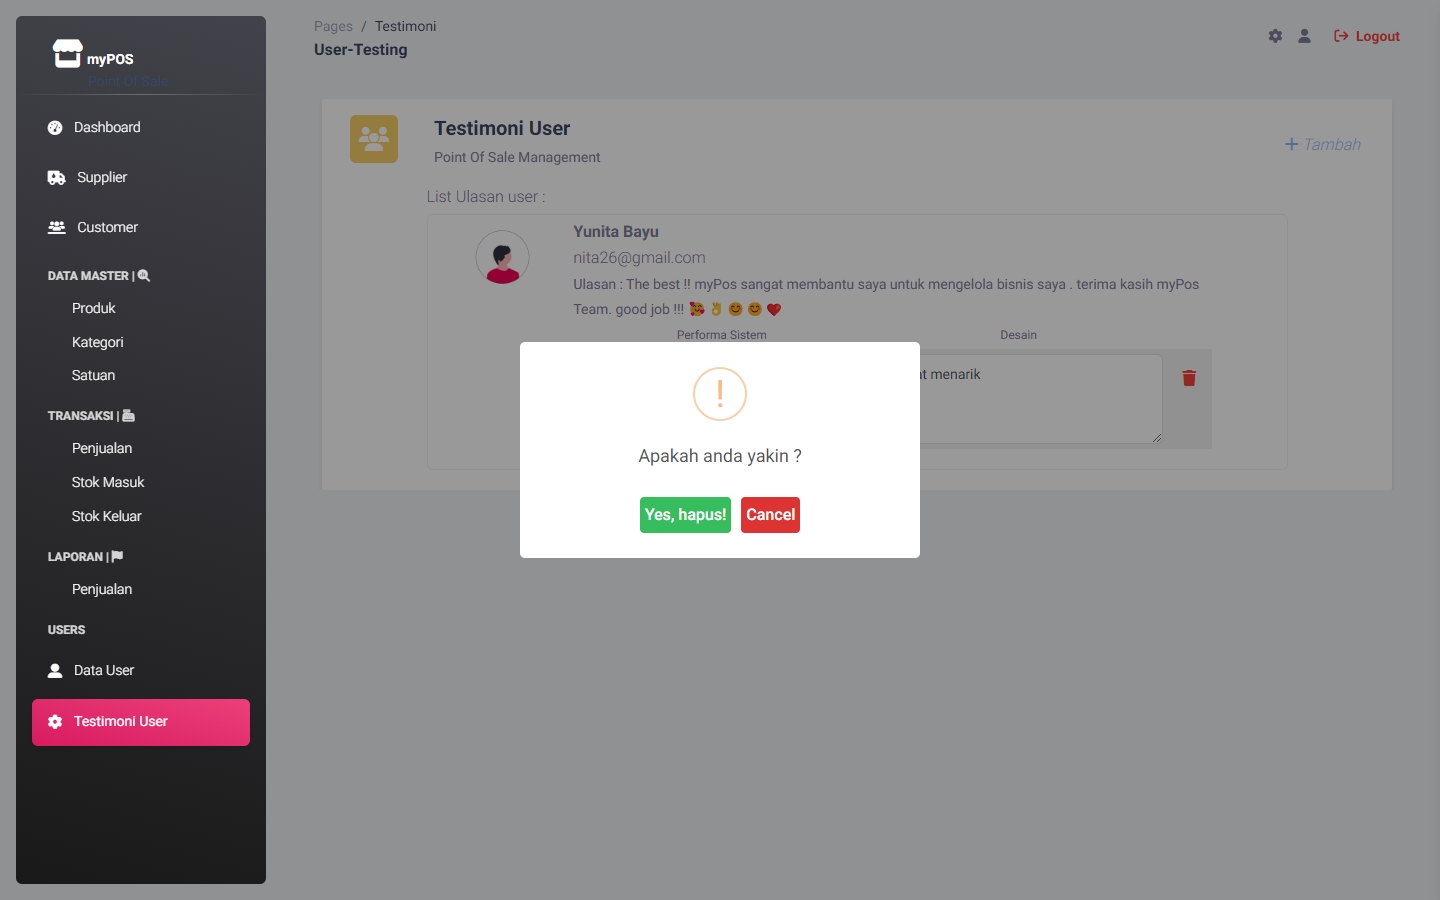 myPOS
Point Of Sale
Dashboard
Supplier
Customer
DATA MASTER |
Produk
Kategori
Satuan
TRANSAKSI |
Penjualan
Stok Masuk
Stok Keluar
LAPORAN |
Penjualan
USERS
Data User
Testimoni User
Pages / Testimoni
User-Testing
Logout
Testimoni User
Point Of Sale Management
+ Tambah
List Ulasan user :
Yunita Bayu
nita26@gmail.com
Ulasan : The best !! myPos sangat membantu saya untuk mengelola bisnis saya . terima kasih myPos
Team. good job !!! 🥰 👌 😊 😊 ❤️
Performa Sistem
Desain
menarik
Apakah anda yakin ?
Yes, hapus!
Cancel